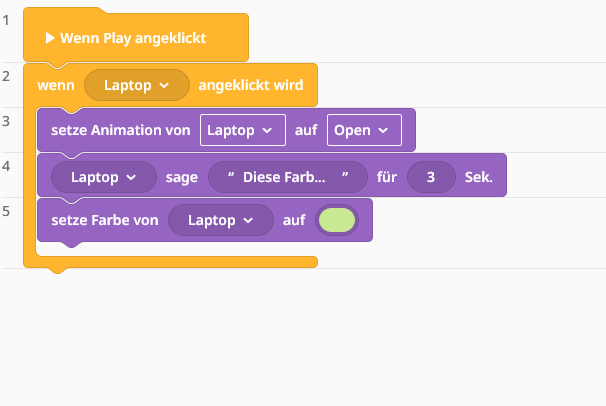 1
Wenn Play angeklickt
2
wenn Laptop angeklickt wird
3
setze Animation von Laptop auf Open
4
Laptop sage “ Diese Farb... ” für 3 Sek.
5
setze Farbe von Laptop auf